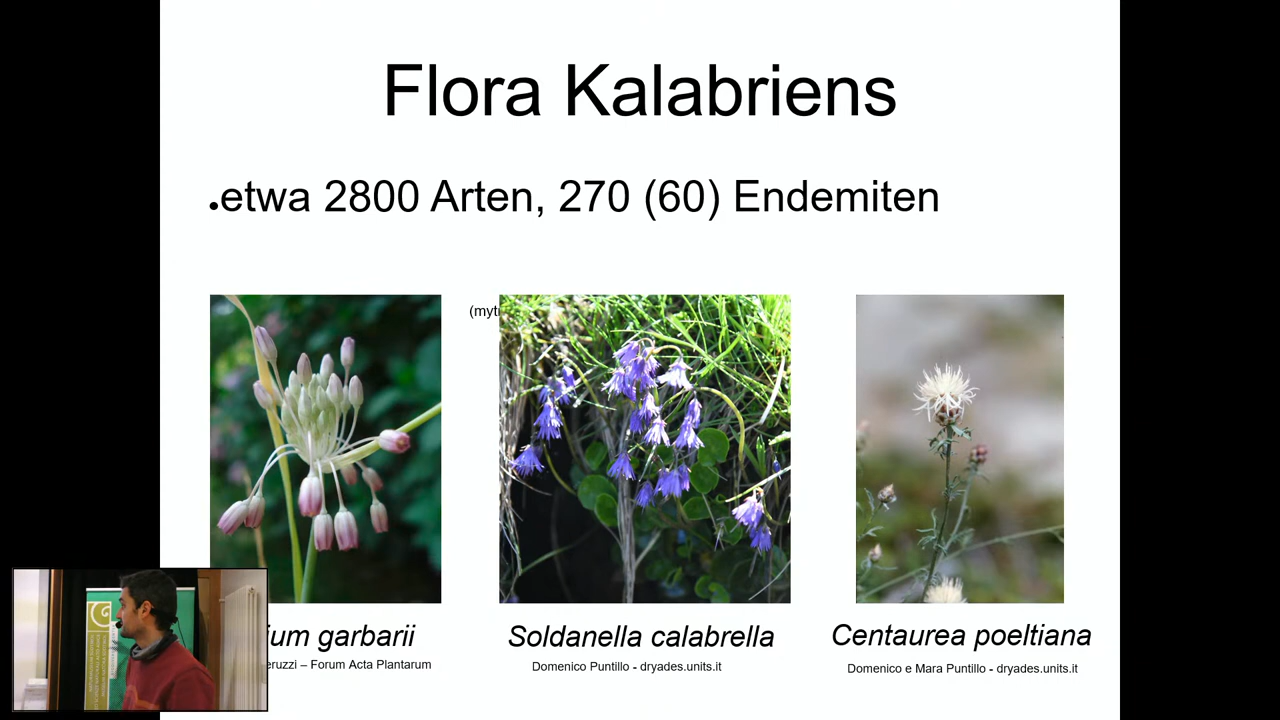 Flora Kalabriens
•etwa 2800 Arten, 270 (60) Endemiten
(myt
ium garbarii
Soldanella calabrella
Centaurea poeltiana
eruzzi – Forum Acta Plantarum
Domenico Puntillo - dryades.units.it
Domenico e Mara Puntillo - dryades.units.it